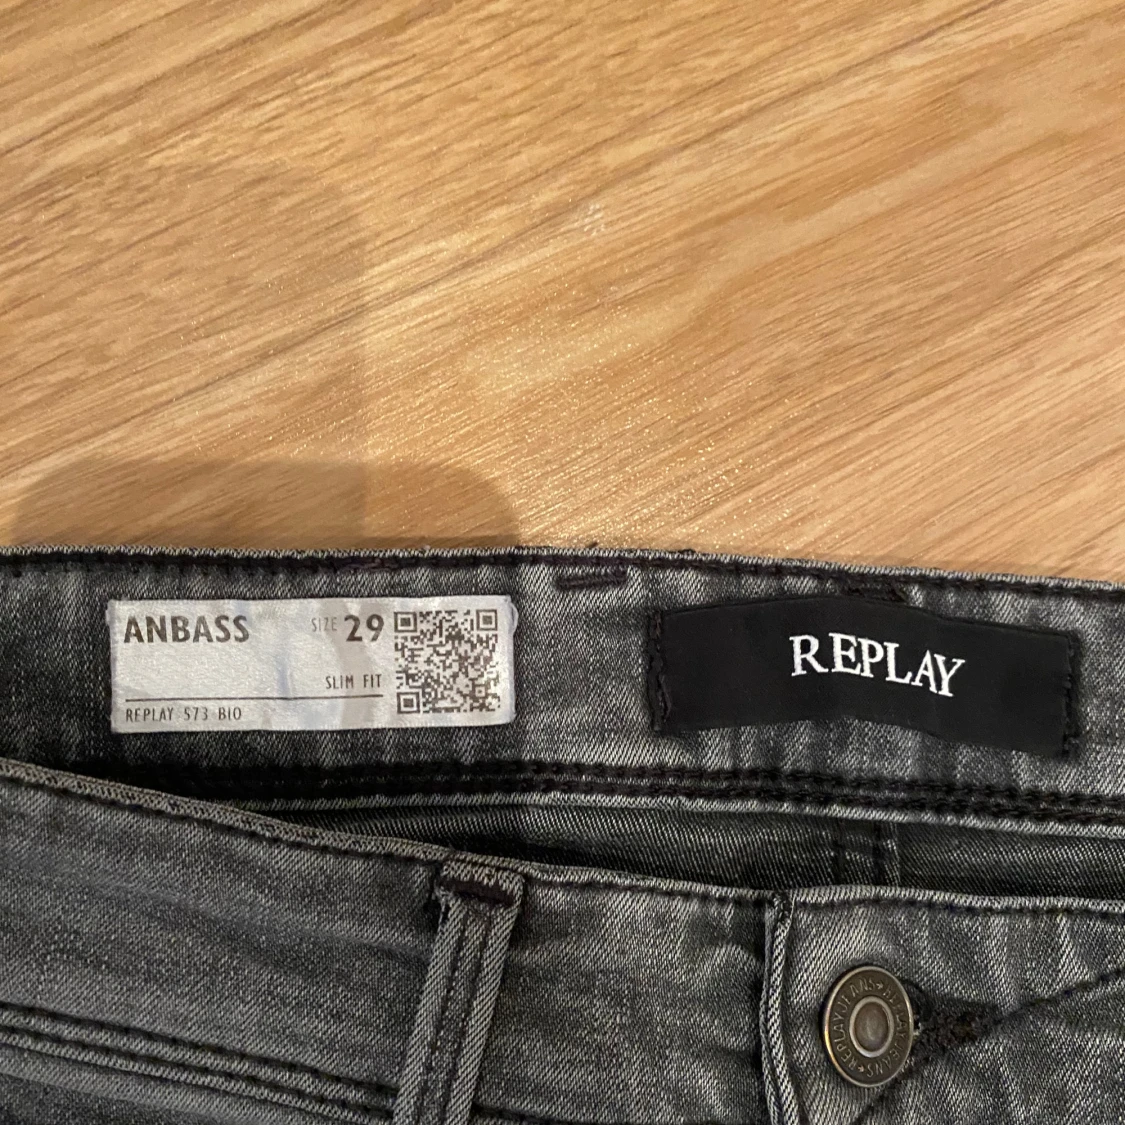 ANBASS
SIZE 29
SLIM FIT
REPLAY 573 BIO
REPLAY